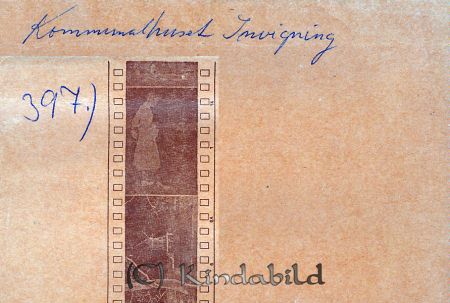 Kommunalhuset Invigning
397.)
(C) Kindabild